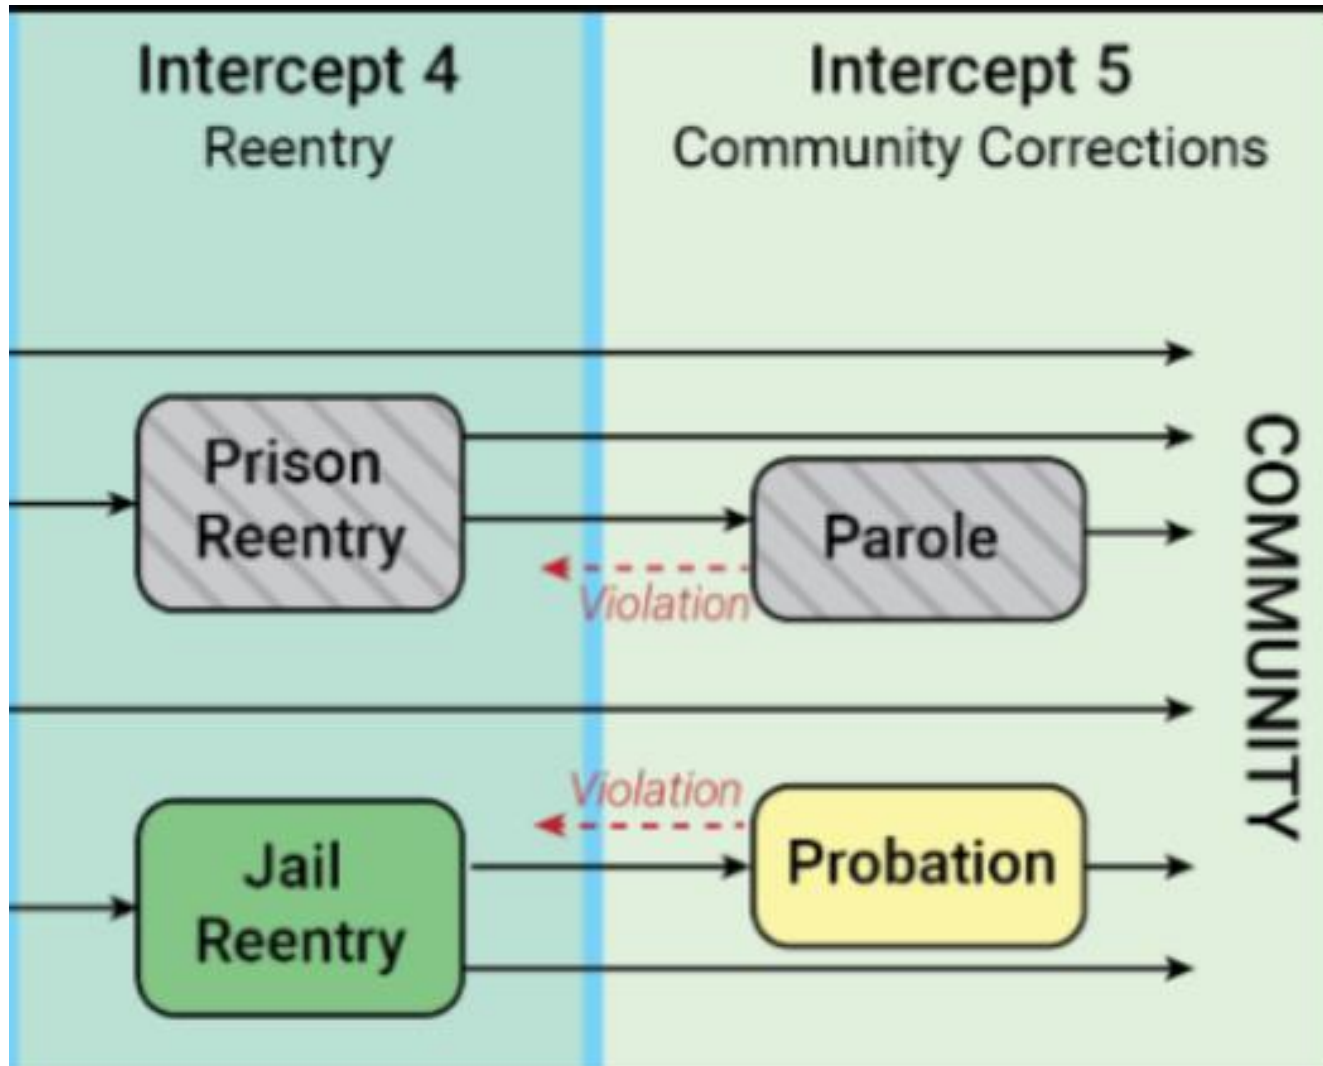 Intercept 4
Reentry
Intercept 5
Community Corrections
Prison
Reentry
Parole
Violation
Violation
Jail
Reentry
Probation
COMMUNITY